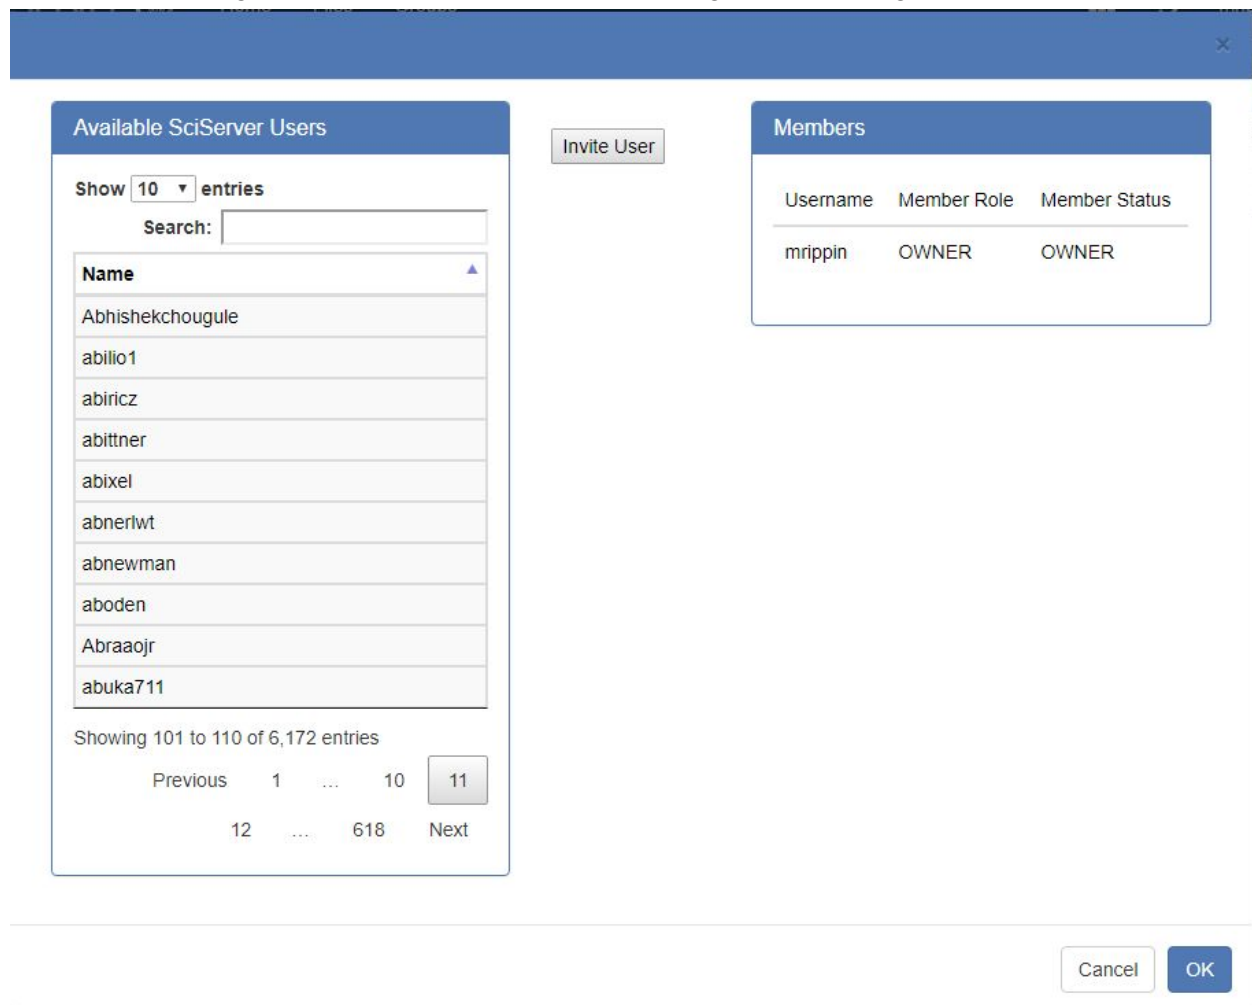 ×
Available SciServer Users
Show 10 entries
Search:
Name
Abhishekchougule
abilio1
abiricz
abittner
abixel
abnerlwt
abnewman
aboden
Abraaojr
abuka711
Showing 101 to 110 of 6,172 entries
Previous 1 ... 10 11
12 ... 618 Next
Invite User
Members
Username Member Role Member Status
mrippin OWNER OWNER
Cancel OK